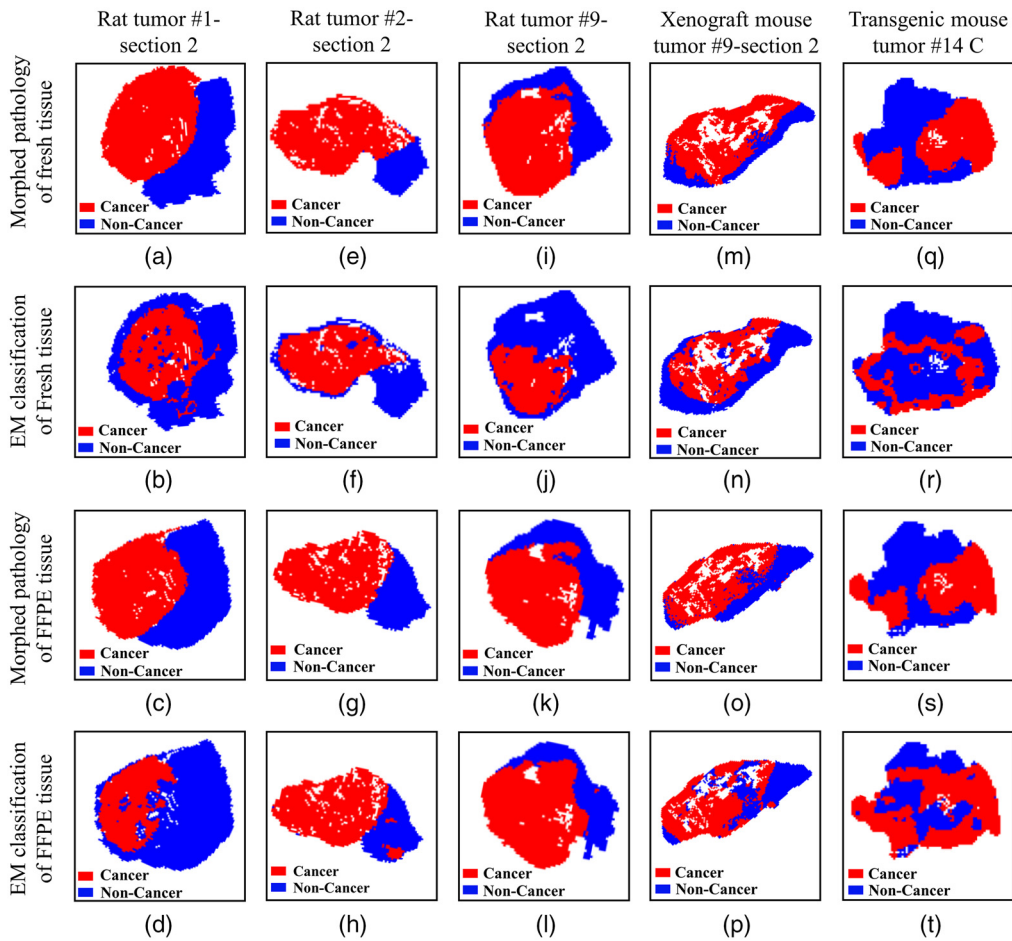 Rat tumor #1-
section 2
Rat tumor #2-
section 2
Rat tumor #9-
section 2
Xenograft mouse
tumor #9-section 2
Transgenic mouse
tumor #14 C
Morphed pathology
of fresh tissue
Cancer
Non-Cancer
Cancer
Non-Cancer
Cancer
Non-Cancer
Cancer
Non-Cancer
Cancer
Non-Cancer
(a)
(e)
(i)
(m)
(q)
EM classification
of Fresh tissue
Cancer
Non-Cancer
Cancer
Non-Cancer
Cancer
Non-Cancer
Cancer
Non-Cancer
Cancer
Non-Cancer
(b)
(f)
(j)
(n)
(r)
Morphed pathology
of FFPE tissue
Cancer
Non-Cancer
Cancer
Non-Cancer
Cancer
Non-Cancer
Cancer
Non-Cancer
Cancer
Non-Cancer
(c)
(g)
(k)
(o)
(s)
EM classification
of FFPE tissue
Cancer
Non-Cancer
Cancer
Non-Cancer
Cancer
Non-Cancer
Cancer
Non-Cancer
Cancer
Non-Cancer
(d)
(h)
(l)
(p)
(t)